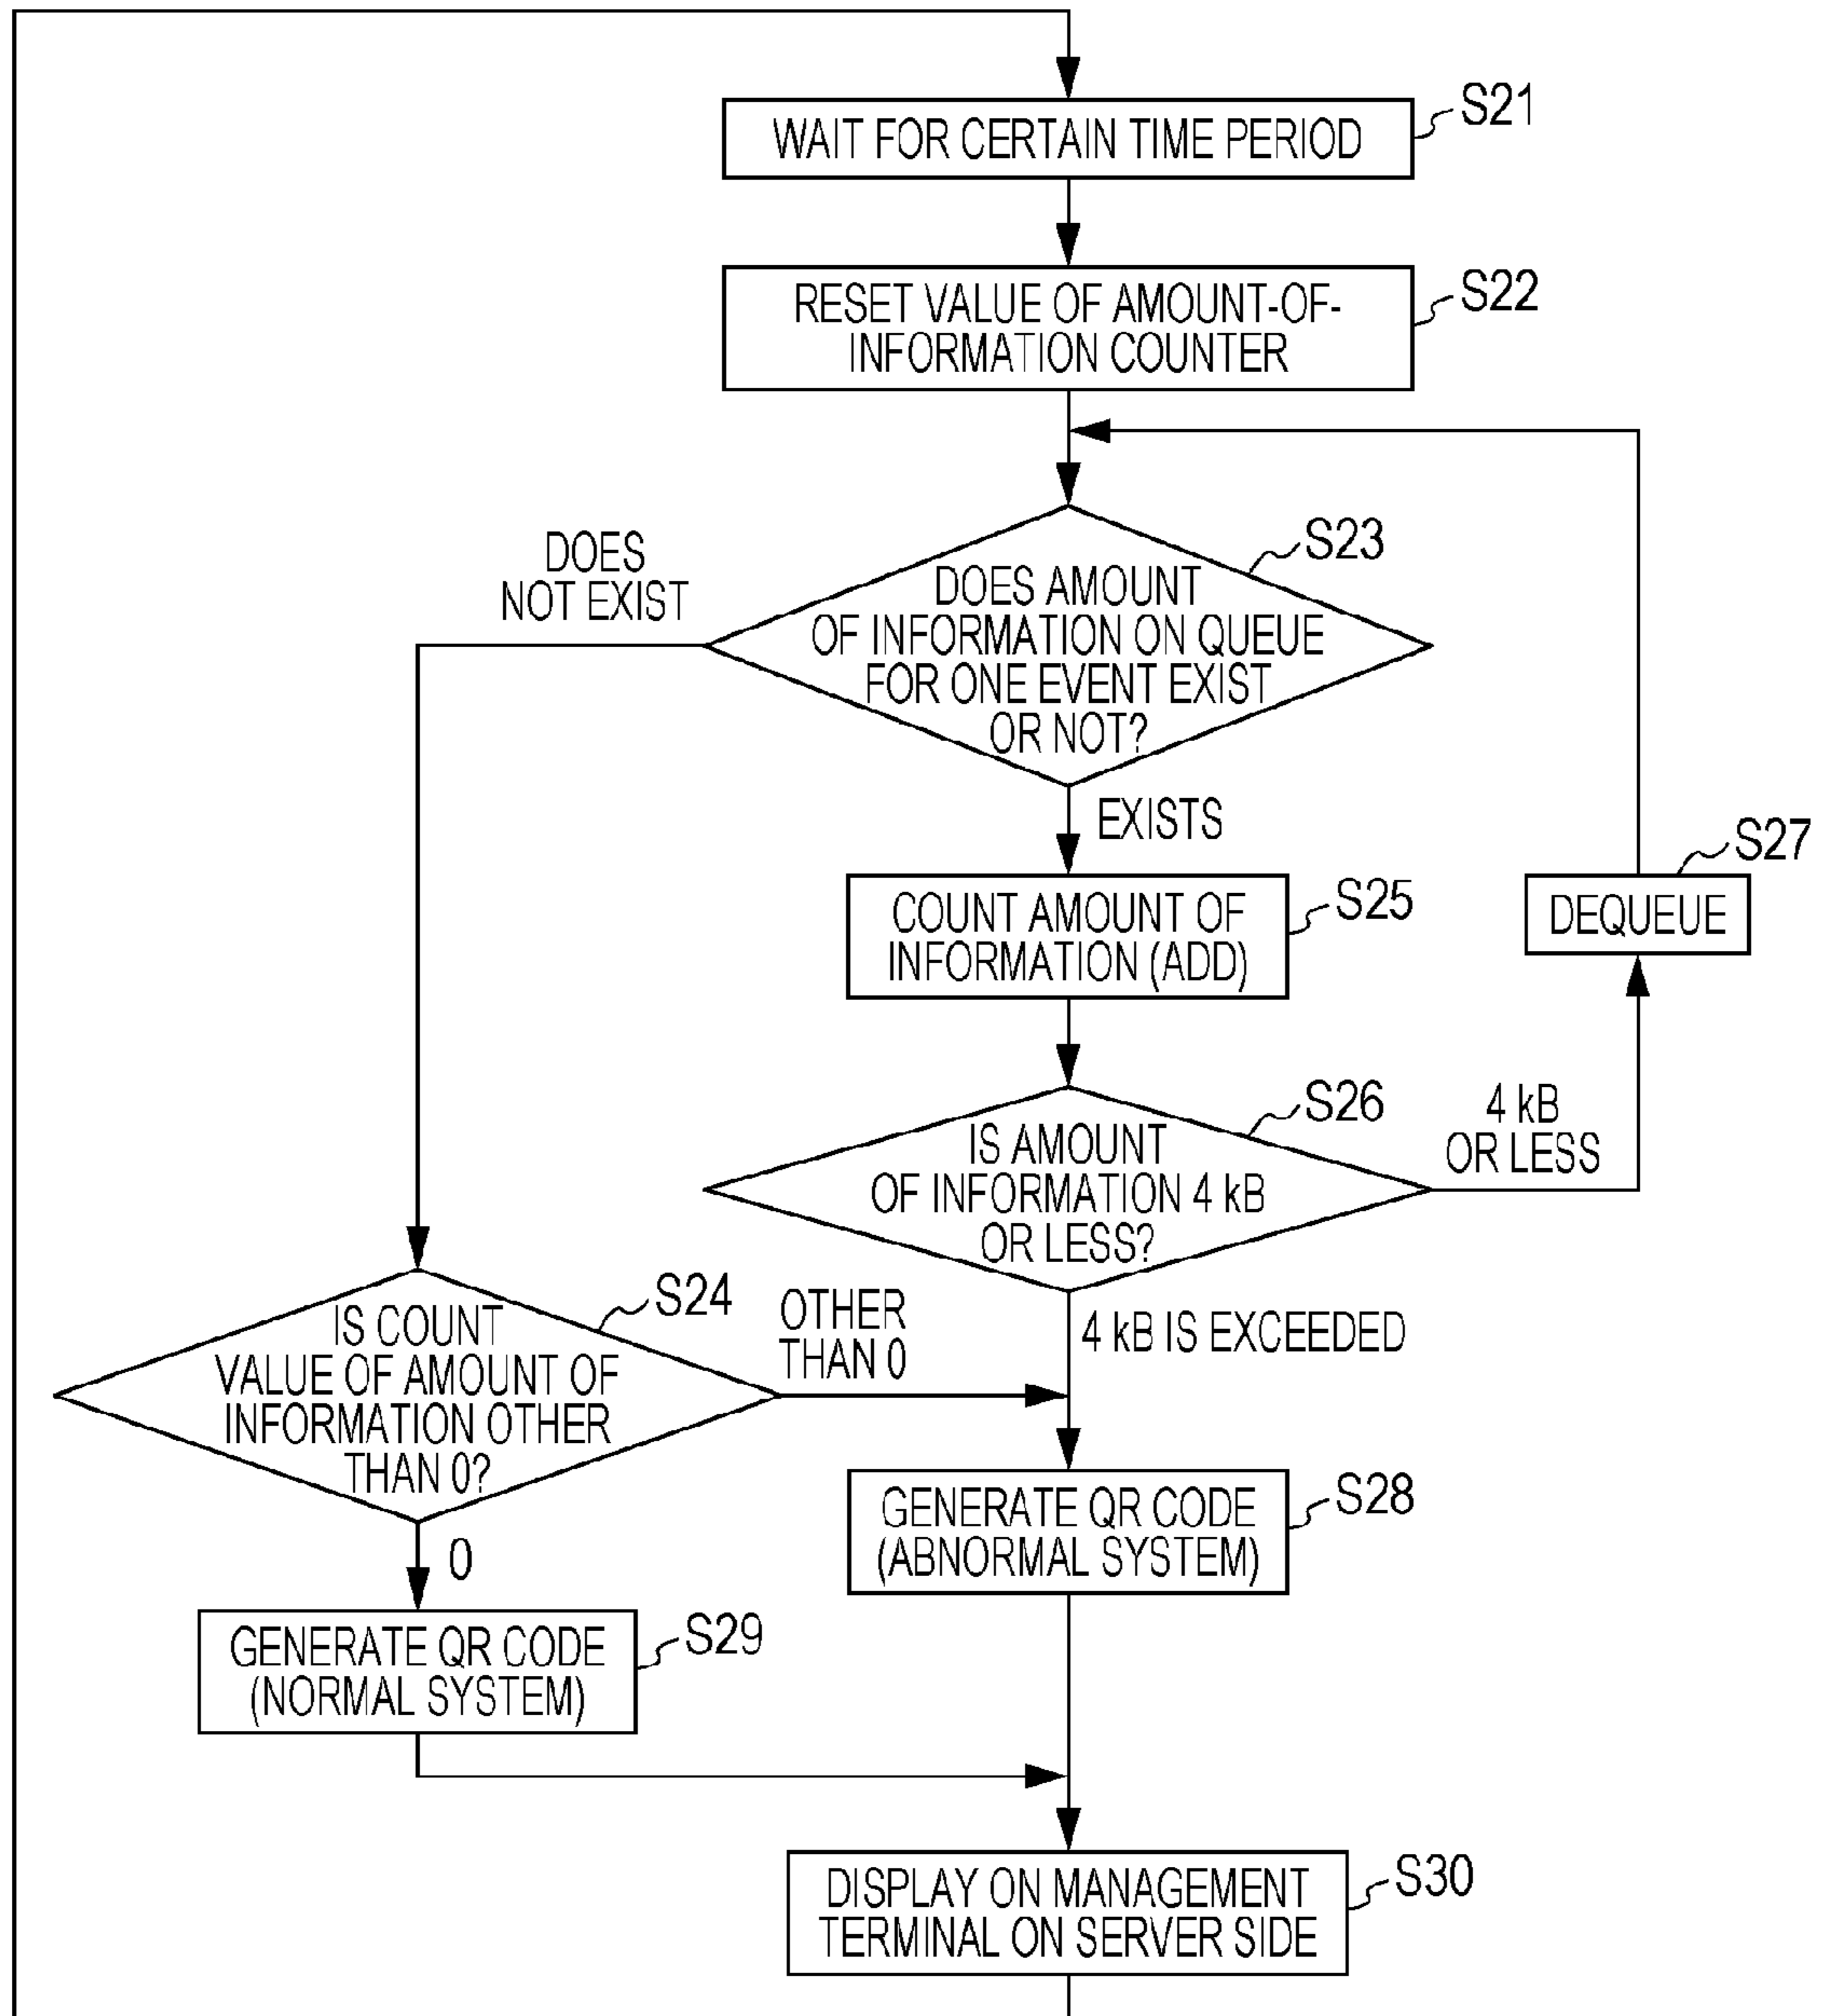 WAIT FOR CERTAIN TIME PERIOD
S21
RESET VALUE OF AMOUNT-OF-
INFORMATION COUNTER
S22
DOES AMOUNT
OF INFORMATION ON QUEUE
FOR ONE EVENT EXIST
OR NOT?
S23
DOES
NOT EXIST
EXISTS
COUNT AMOUNT OF
INFORMATION (ADD)
S25
DEQUEUE
S27
IS AMOUNT
OF INFORMATION 4 kB
OR LESS?
S26
4 kB
OR LESS
4 kB IS EXCEEDED
IS COUNT
VALUE OF AMOUNT OF
INFORMATION OTHER
THAN 0?
S24
OTHER
THAN 0
0
GENERATE QR CODE
(ABNORMAL SYSTEM)
S28
GENERATE QR CODE
(NORMAL SYSTEM)
S29
DISPLAY ON MANAGEMENT
TERMINAL ON SERVER SIDE
S30